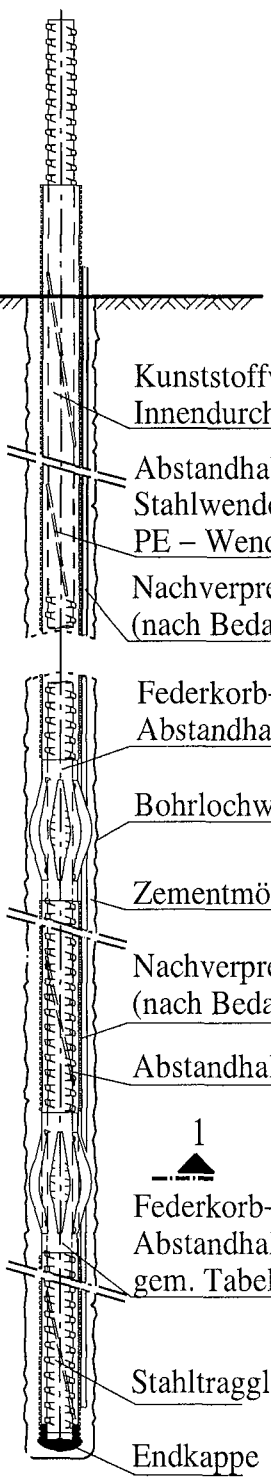 Kunststoffv
Innendurch
Abstandhal
Stahlwende
PE – Wend
Nachverpre
(nach Beda
Federkorb-
Abstandha
Bohrlochw
Zementmö
Nachverpre
(nach Beda
Abstandhal
1
Federkorb-
Abstandhal
gem. Tabel
Stahltraggl
Endkappe